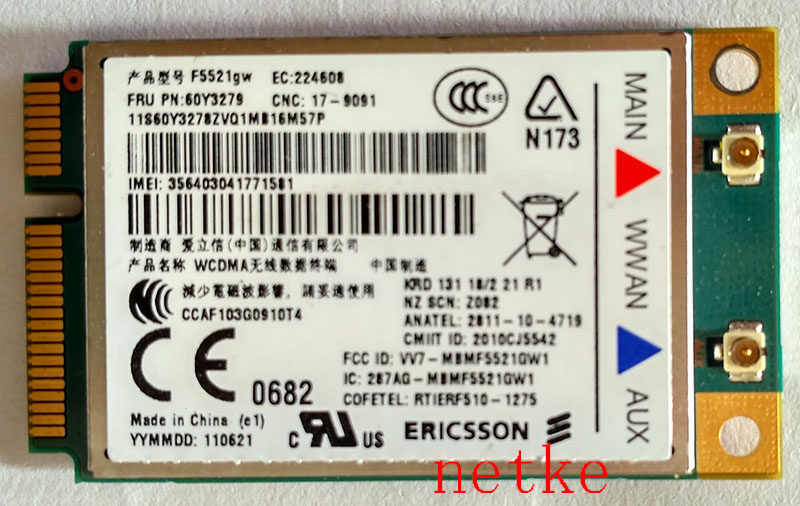 产品型号 F5521gw EC:224608
FRU PN:60Y3279 CNC: 17-9091
11S60Y3278ZVQ1MB16M57P
IMEI: 356403041771581
制造商 爱立信(中国)通信有限公司
产品名称 WCDMA无线数据终端 中国制造
減少電磁波影響，請妥適使用
CCAF103G0910T4
KRD 131 18/2 21 R1
NZ SCN: Z082
ANATEL: 2811-10-4719
CMIIT ID: 2010CJ5542
FCC ID: VV7-MBMF5521GW1
IC: 287AG-MBMF5521GW1
COFETEL: RTIERF510-1275
CE 0682
Made in China (e1)
YYMMDD: 110621
C RU US
ERICSSON
CCC S&E
N173
MAIN
WWAN
AUX
netke